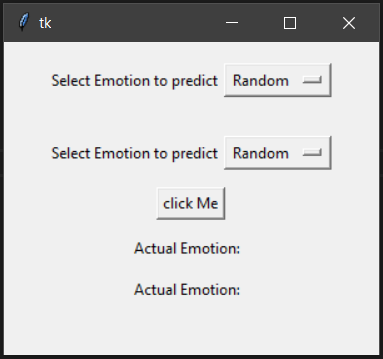 tk
Select Emotion to predict Random
Select Emotion to predict Random
click Me
Actual Emotion:
Actual Emotion: